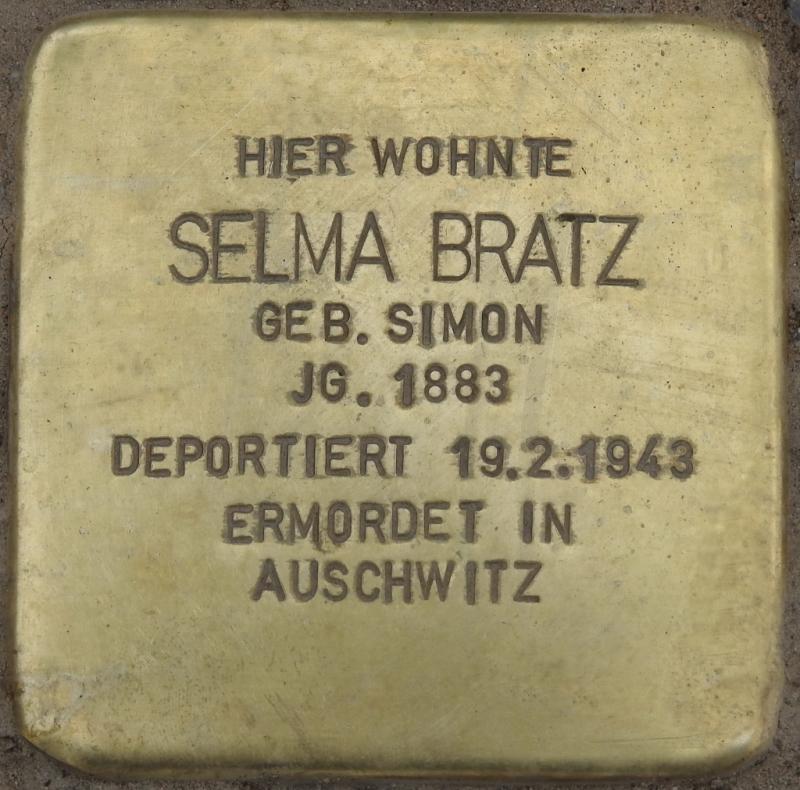 HIER WOHNTE
SELMA BRATZ
GEB. SIMON
JG. 1883
DEPORTIERT 19.2.1943
ERMORDET IN
AUSCHWITZ